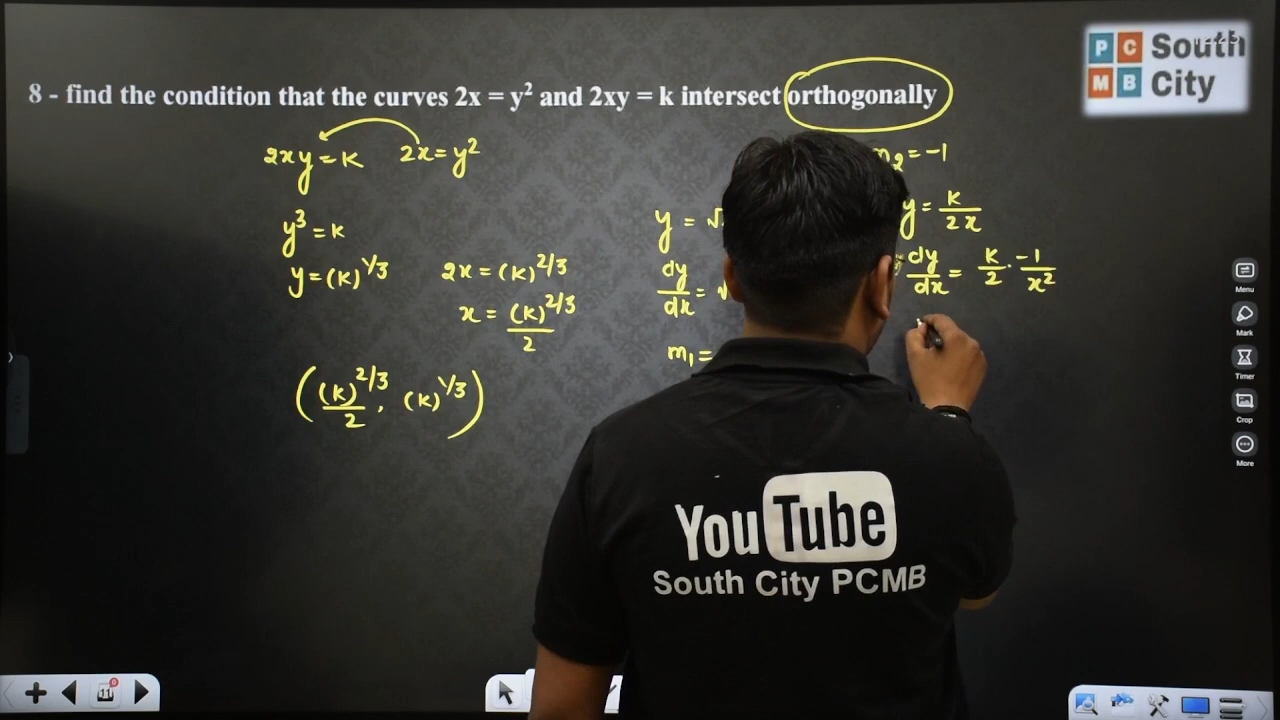 P C M B South City
8 - find the condition that the curves 2x = y² and 2xy = k intersect orthogonally
2xy = k 2x = y²
y³ = k
y = (k)^1/3 2x = (k)^2/3
x = (k)^2/3 / 2
((k)^2/3 / 2, (k)^1/3)
y = √
dy/dx = √
m₁ =
m₂ = -1
y = k/2x
dy/dx = k/2 · -1/x²
Menu
Mark
Timer
Crop
More
YouTube
South City PCMB
11